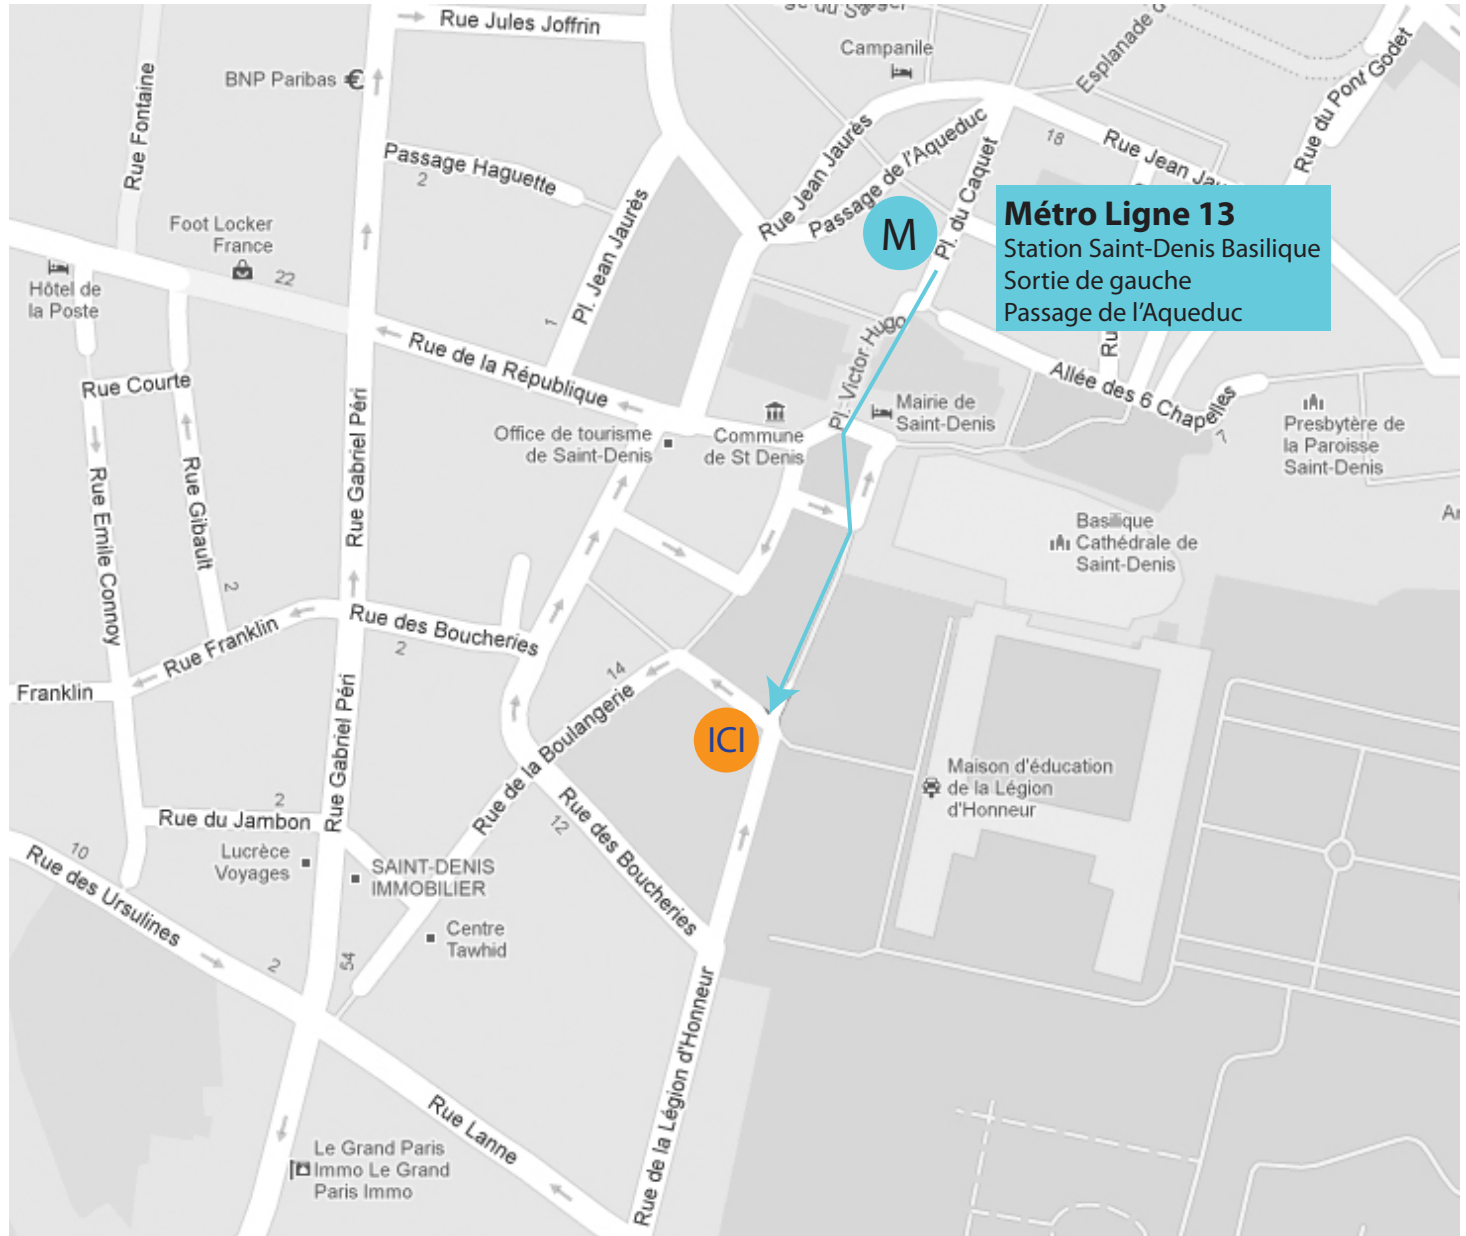 Rue Jules Joffrin
Campanile
Esplanade d
Rue du Pont Godet
BNP Paribas €
Rue Fontaine
Passage Haguette
2
Rue Jean Jaurès
Passage de l'Aqueduc
18
Rue Jean Jau
Pl. du Caquet
M
Métro Ligne 13
Station Saint-Denis Basilique
Sortie de gauche
Passage de l'Aqueduc
Foot Locker
France
22
Hôtel de
la Poste
Pl. Jean Jaurès
1
Rue de la République
Pl. Victor Hugo
Ru
Allée des 6 Chapelles
7
Rue Courte
Mairie de
Saint-Denis
Office de tourisme
de Saint-Denis
Commune
de St Denis
Presbytère de
la Paroisse
Saint-Denis
Rue Gabriel Péri
Rue Emile Connoy
Rue Gibault
2
Basilique
Cathédrale de
Saint-Denis
Ar
Rue Franklin
Rue des Boucheries
2
Franklin
14
Rue de la Boulangerie
Rue Gabriel Péri
ICI
Maison d'éducation
de la Légion
d'Honneur
2
Rue du Jambon
12
Rue des Boucheries
10
Rue des Ursulines
Lucrèce
Voyages
SAINT-DENIS
IMMOBILIER
Centre
Tawhid
2
54
Rue de la Légion d'Honneur
Rue Lanne
Le Grand Paris
Immo Le Grand
Paris Immo